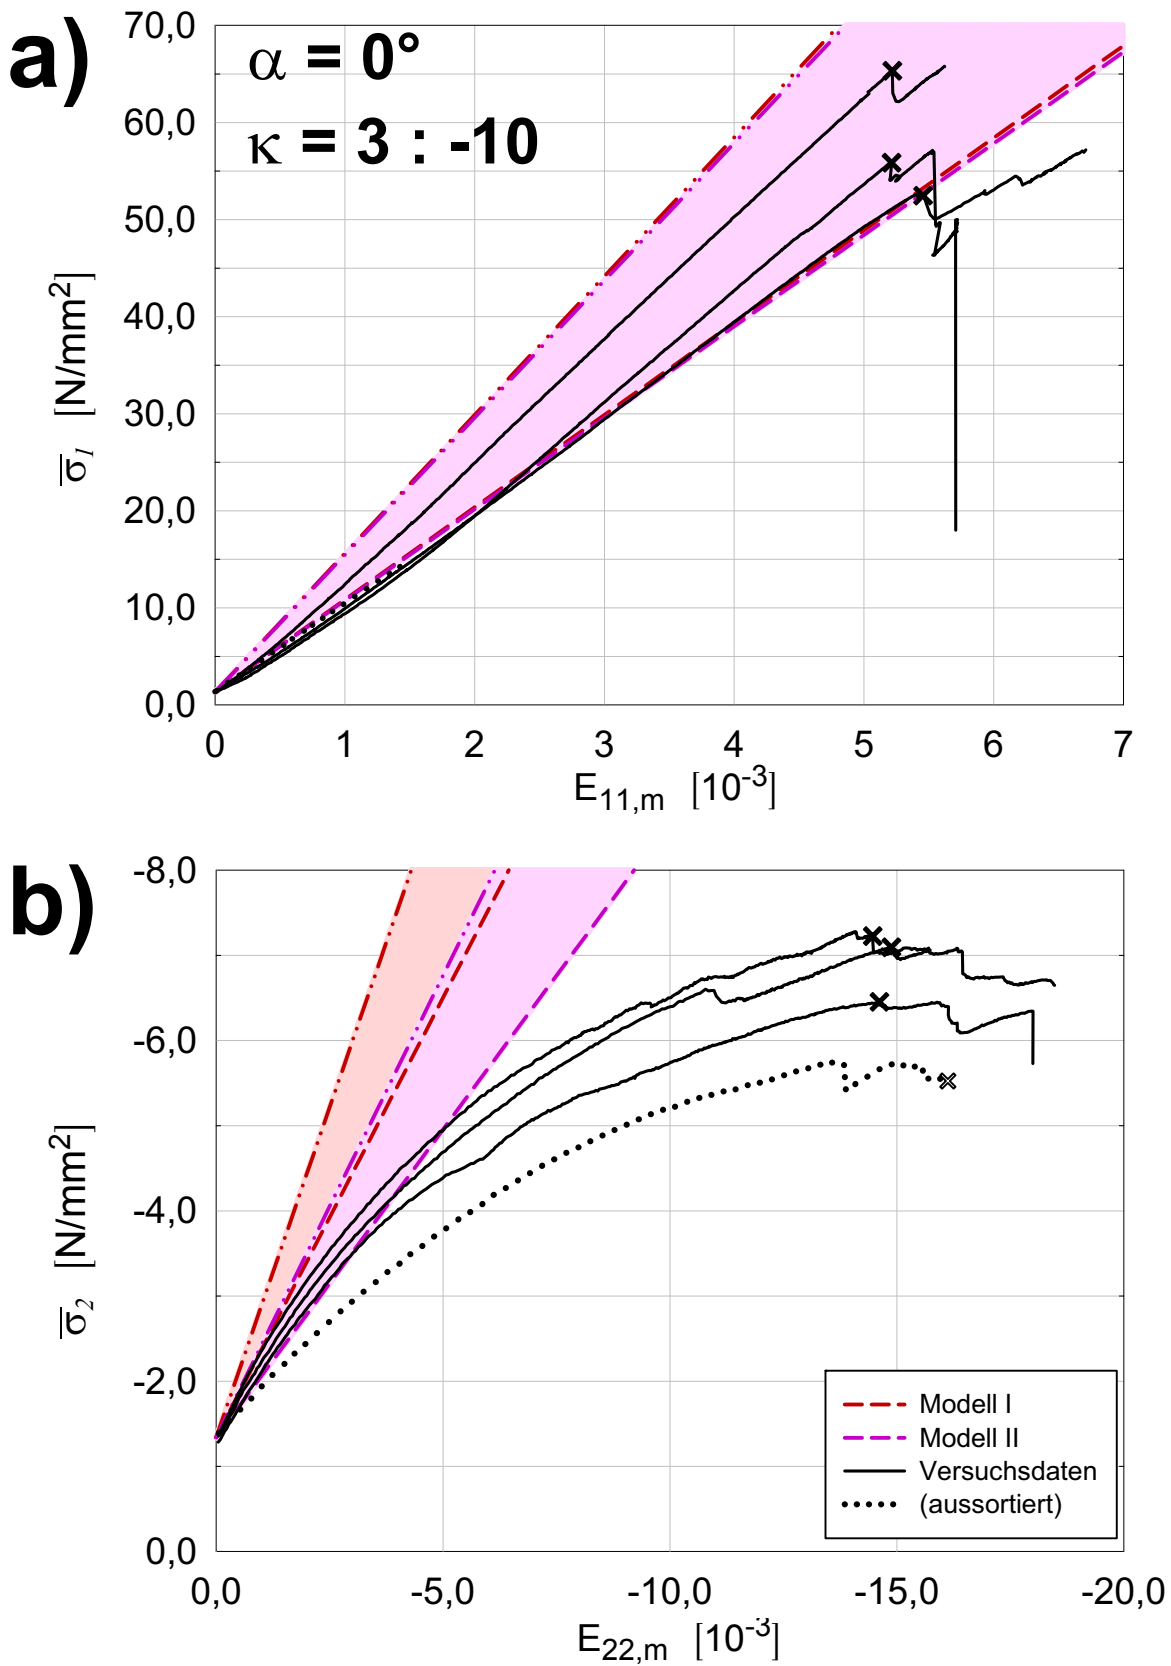 a)
α = 0°
κ = 3 : -10
70,0
60,0
50,0
40,0
30,0
20,0
10,0
0,0
σ̅₁ [N/mm²]
0 1 2 3 4 5 6 7
E₁₁,ₘ [10⁻³]
b)
-8,0
-6,0
-4,0
-2,0
0,0
σ̅₂ [N/mm²]
Modell I
Modell II
Versuchsdaten
(aussortiert)
0,0 -5,0 -10,0 -15,0 -20,0
E₂₂,ₘ [10⁻³]